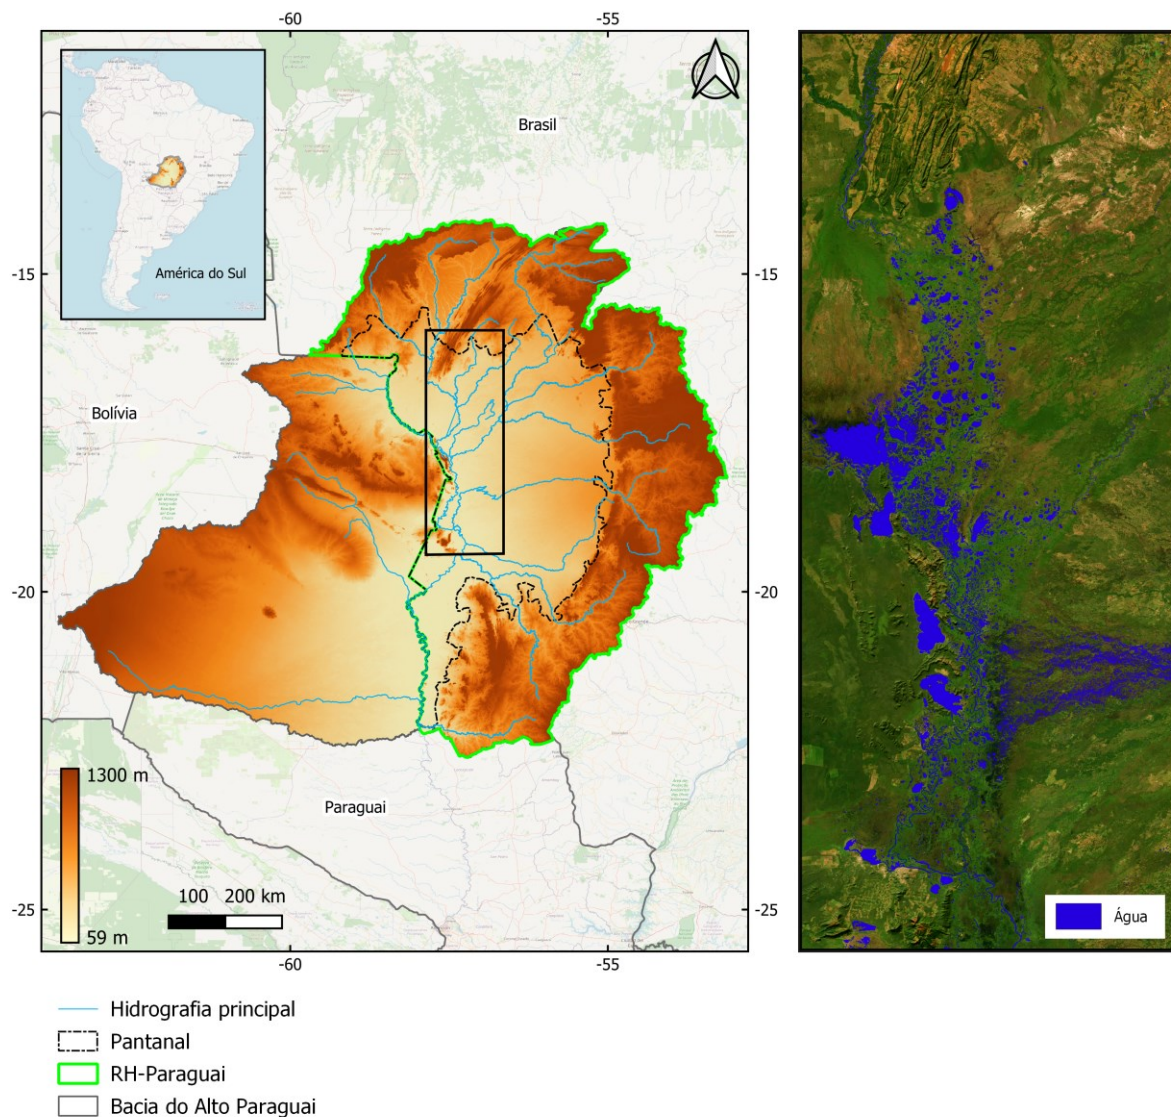 -60
-55
Brasil
América do Sul
-15
-15
Bolívia
-20
-20
1300 m
Paraguai
100 200 km
59 m
-25
-25
-60
-55
Água
Hidrografia principal
Pantanal
RH-Paraguai
Bacia do Alto Paraguai